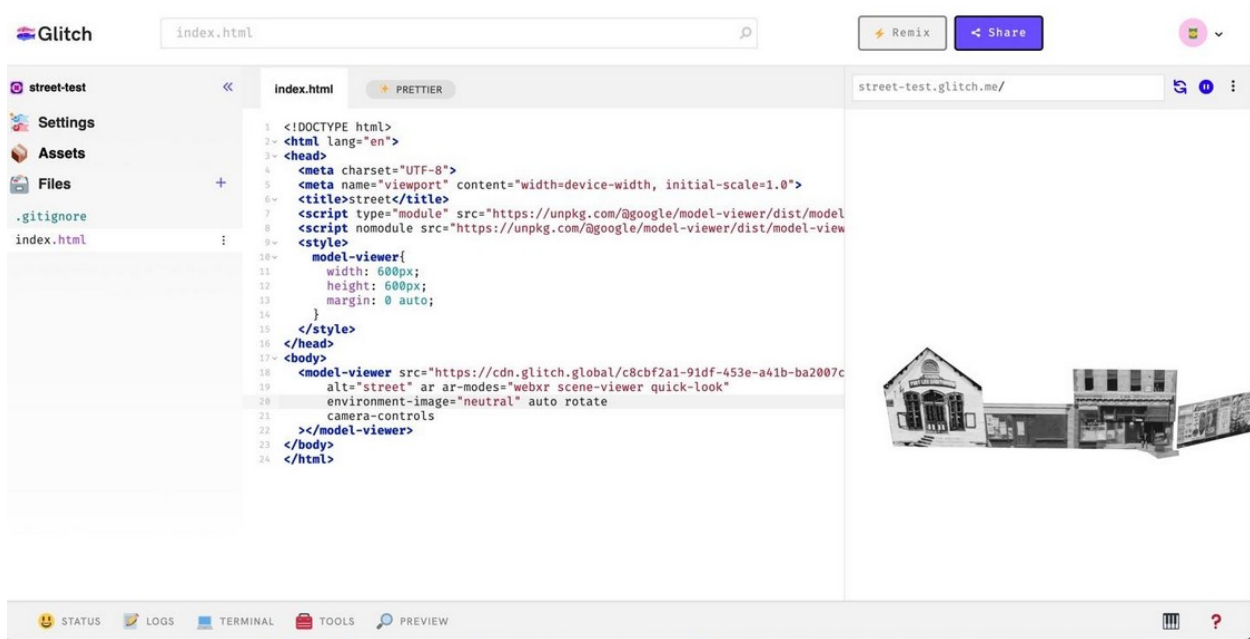 Glitch
index.html
Remix
Share
street-test
«
index.html
PRETTIER
street-test.glitch.me/
Settings
Assets
Files
+
.gitignore
index.html
1 <!DOCTYPE html>
2 <html lang="en">
3 <head>
4 <meta charset="UTF-8">
5 <meta name="viewport" content="width=device-width, initial-scale=1.0">
6 <title>street</title>
7 <script type="module" src="https://unpkg.com/@google/model-viewer/dist/model
8 <script nomodule src="https://unpkg.com/@google/model-viewer/dist/model-view
9 <style>
10 model-viewer{
11 width: 600px;
12 height: 600px;
13 margin: 0 auto;
14 }
15 </style>
16 </head>
17 <body>
18 <model-viewer src="https://cdn.glitch.global/c8cbf2a1-91df-453e-a41b-ba2007c
19 alt="street" ar ar-modes="webxr scene-viewer quick-look"
20 environment-image="neutral" auto rotate
21 camera-controls
22 ></model-viewer>
23 </body>
24 </html>
STATUS
LOGS
TERMINAL
TOOLS
PREVIEW
?